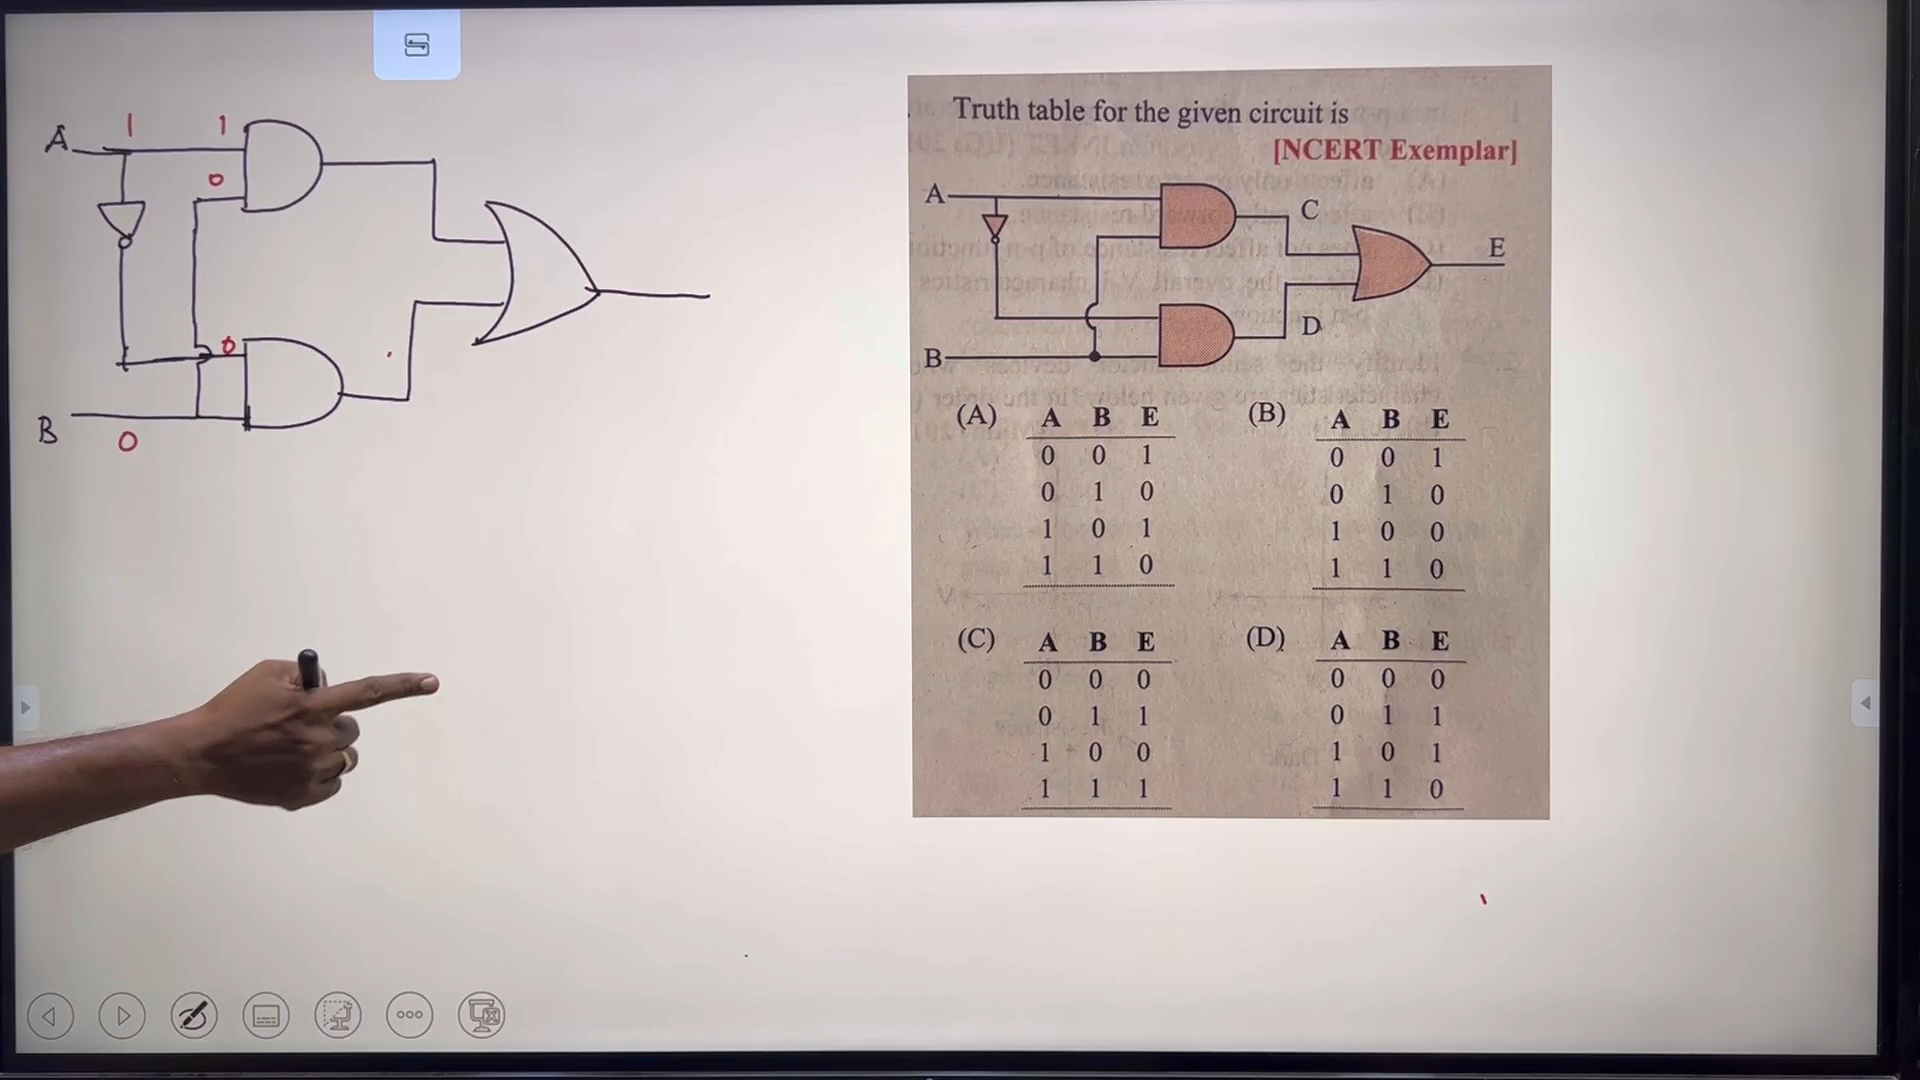 A 1 1
0
0
B 0
Truth table for the given circuit is
[NCERT Exemplar]
A
C
E
D
B
(A) A B E
0 0 1
0 1 0
1 0 1
1 1 0
(B) A B E
0 0 1
0 1 0
1 0 0
1 1 0
(C) A B E
0 0 0
0 1 1
1 0 0
1 1 1
(D) A B E
0 0 0
0 1 1
1 0 1
1 1 0